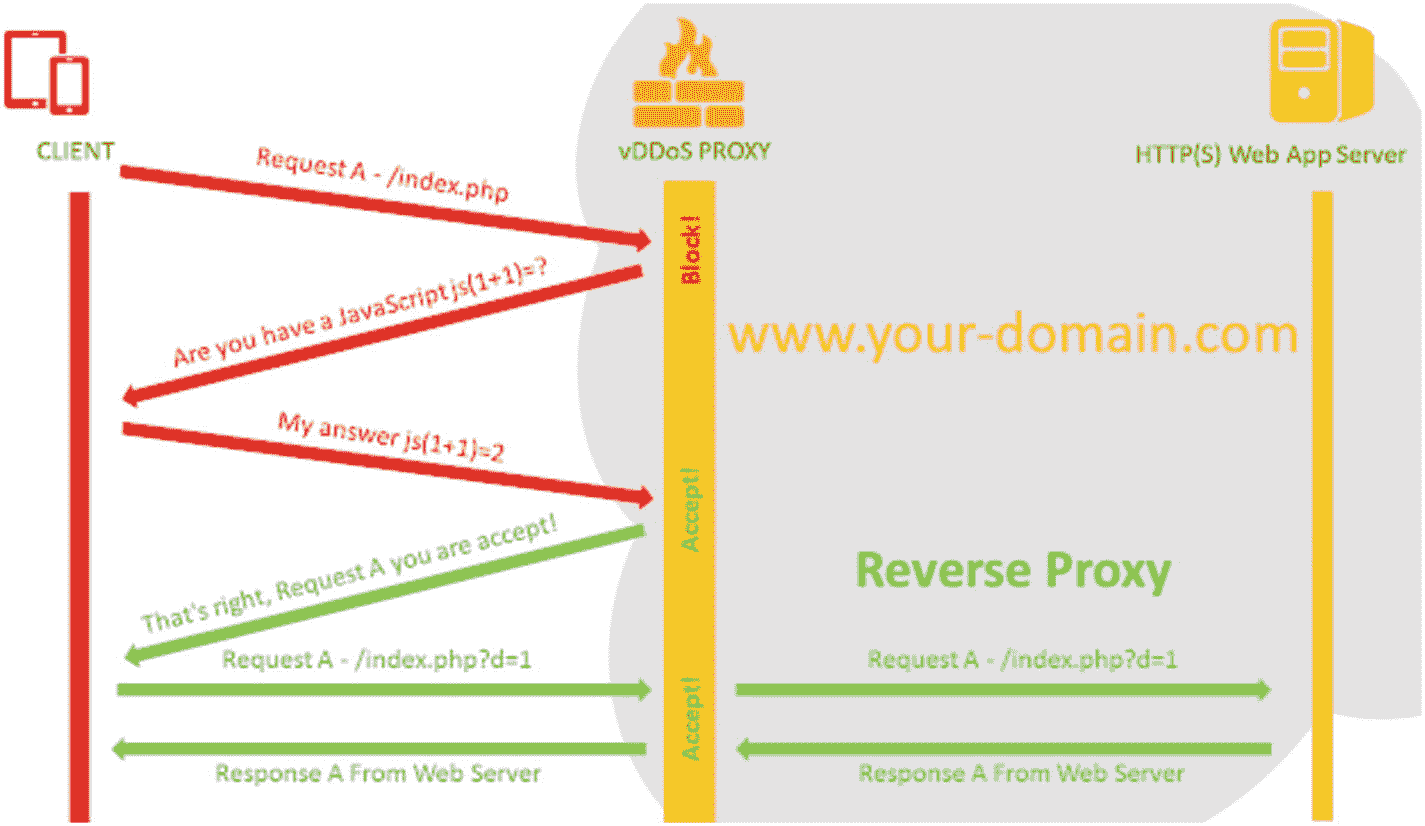 CLIENT
vDDoS PROXY
HTTP(S) Web App Server
Request A - /index.php
Block!
Are you have a JavaScript js(1+1)=?
www.your-domain.com
My answer js(1+1)=2
Accept!
That's right, Request A you are accept!
Reverse Proxy
Request A - /index.php?d=1
Request A - /index.php?d=1
Accept!
Response A From Web Server
Response A From Web Server